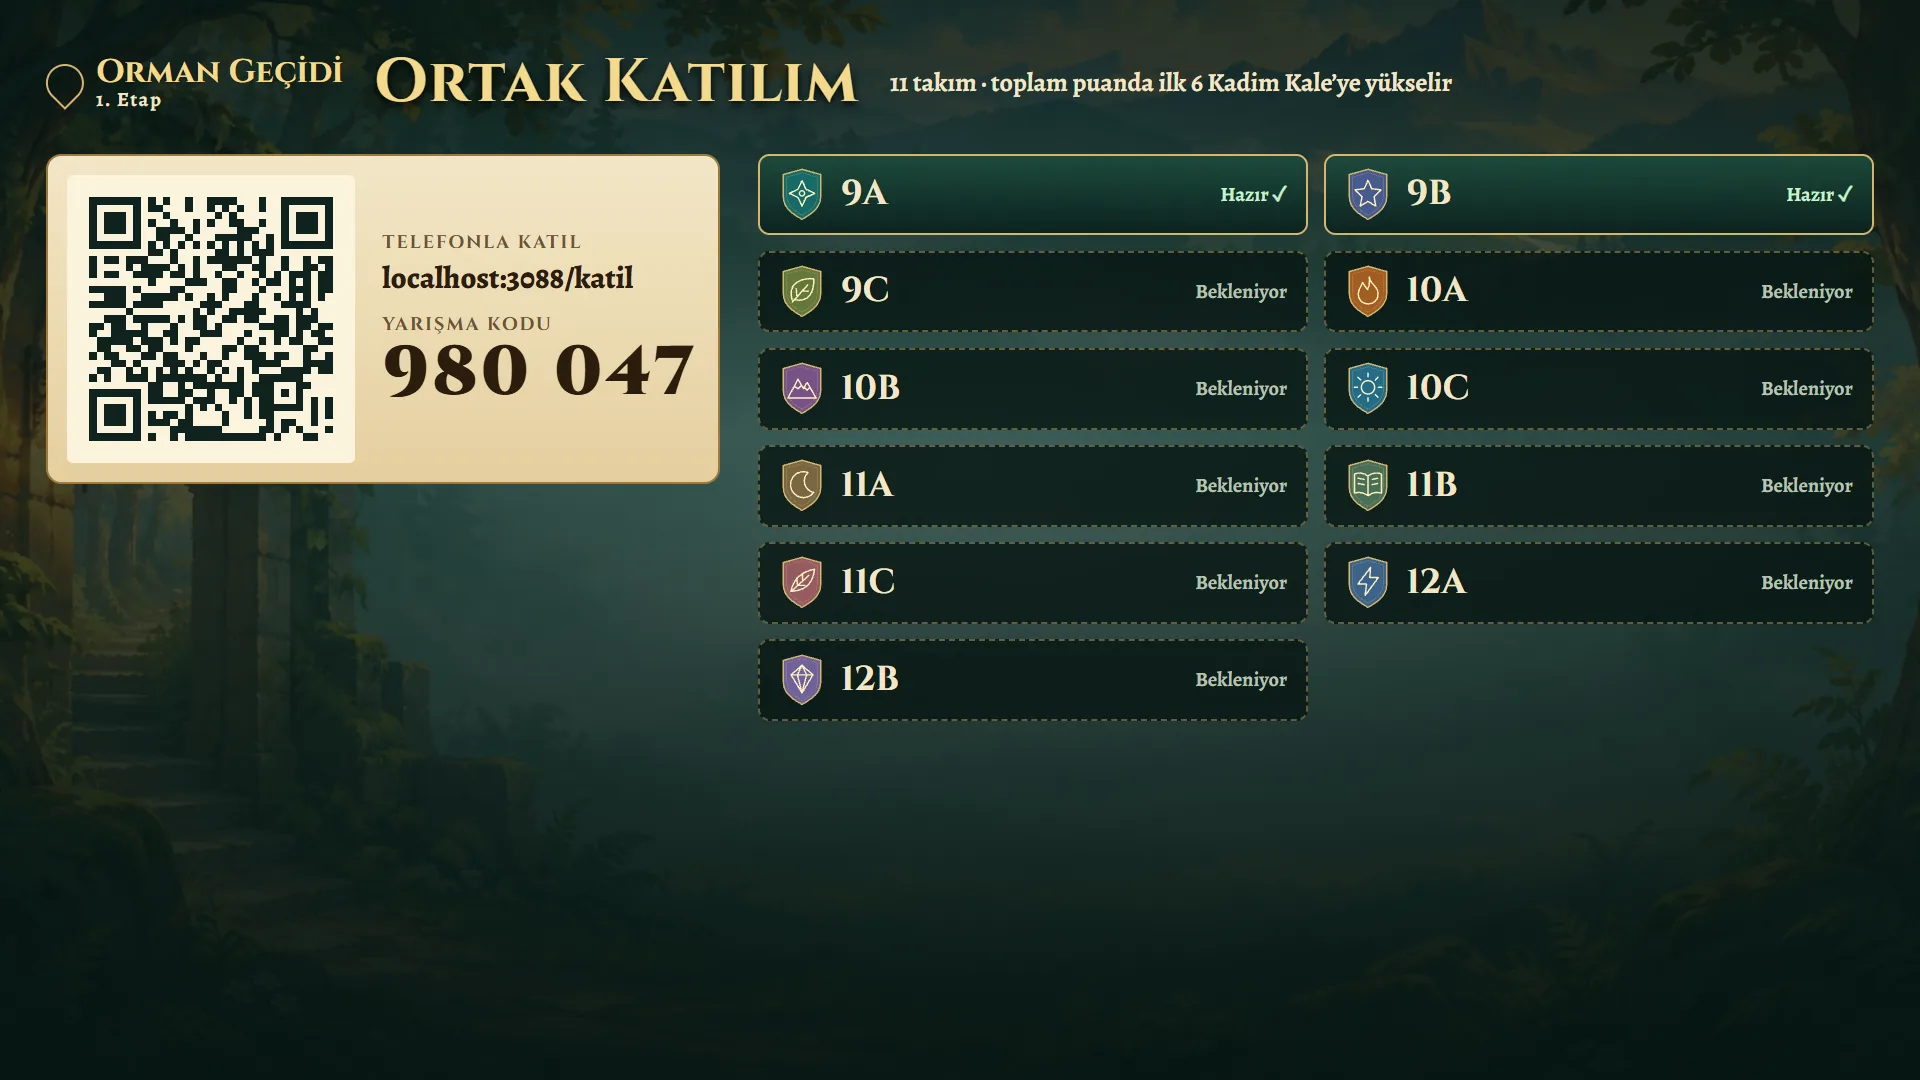 Orman Geçidi
1. Etap
Ortak Katılım
11 takım · toplam puanda ilk 6 Kadim Kale’ye yükselir
TELEFONLA KATIL
localhost:3088/katil
YARIŞMA KODU
980 047
9A Hazır ✓
9B Hazır ✓
9C Bekleniyor
10A Bekleniyor
10B Bekleniyor
10C Bekleniyor
11A Bekleniyor
11B Bekleniyor
11C Bekleniyor
12A Bekleniyor
12B Bekleniyor